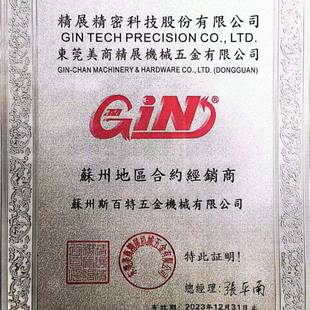 精展精密科技股份有限公司
GIN TECH PRECISION CO., LTD.
東莞美商精展機械五金有限公司
GIN-CHAN MACHINERY & HARDWARE CO., LTD. (DONGGUAN)
GiN®
蘇州地區合約經銷商
蘇州斯百特五金機械有限公司
特此証明!
總經理:
2023年12月31日止